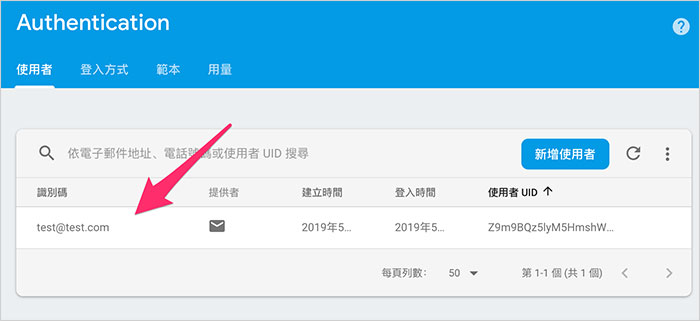 Authentication
使用者 登入方式 範本 用量
依電子郵件地址、電話號碼或使用者 UID 搜尋 新增使用者
識別碼 提供者 建立時間 登入時間 使用者 UID
test@test.com 2019年5... 2019年5... Z9m9BQz5lyM5HmshW...
每頁列數: 50 第 1-1 個 (共 1 個)